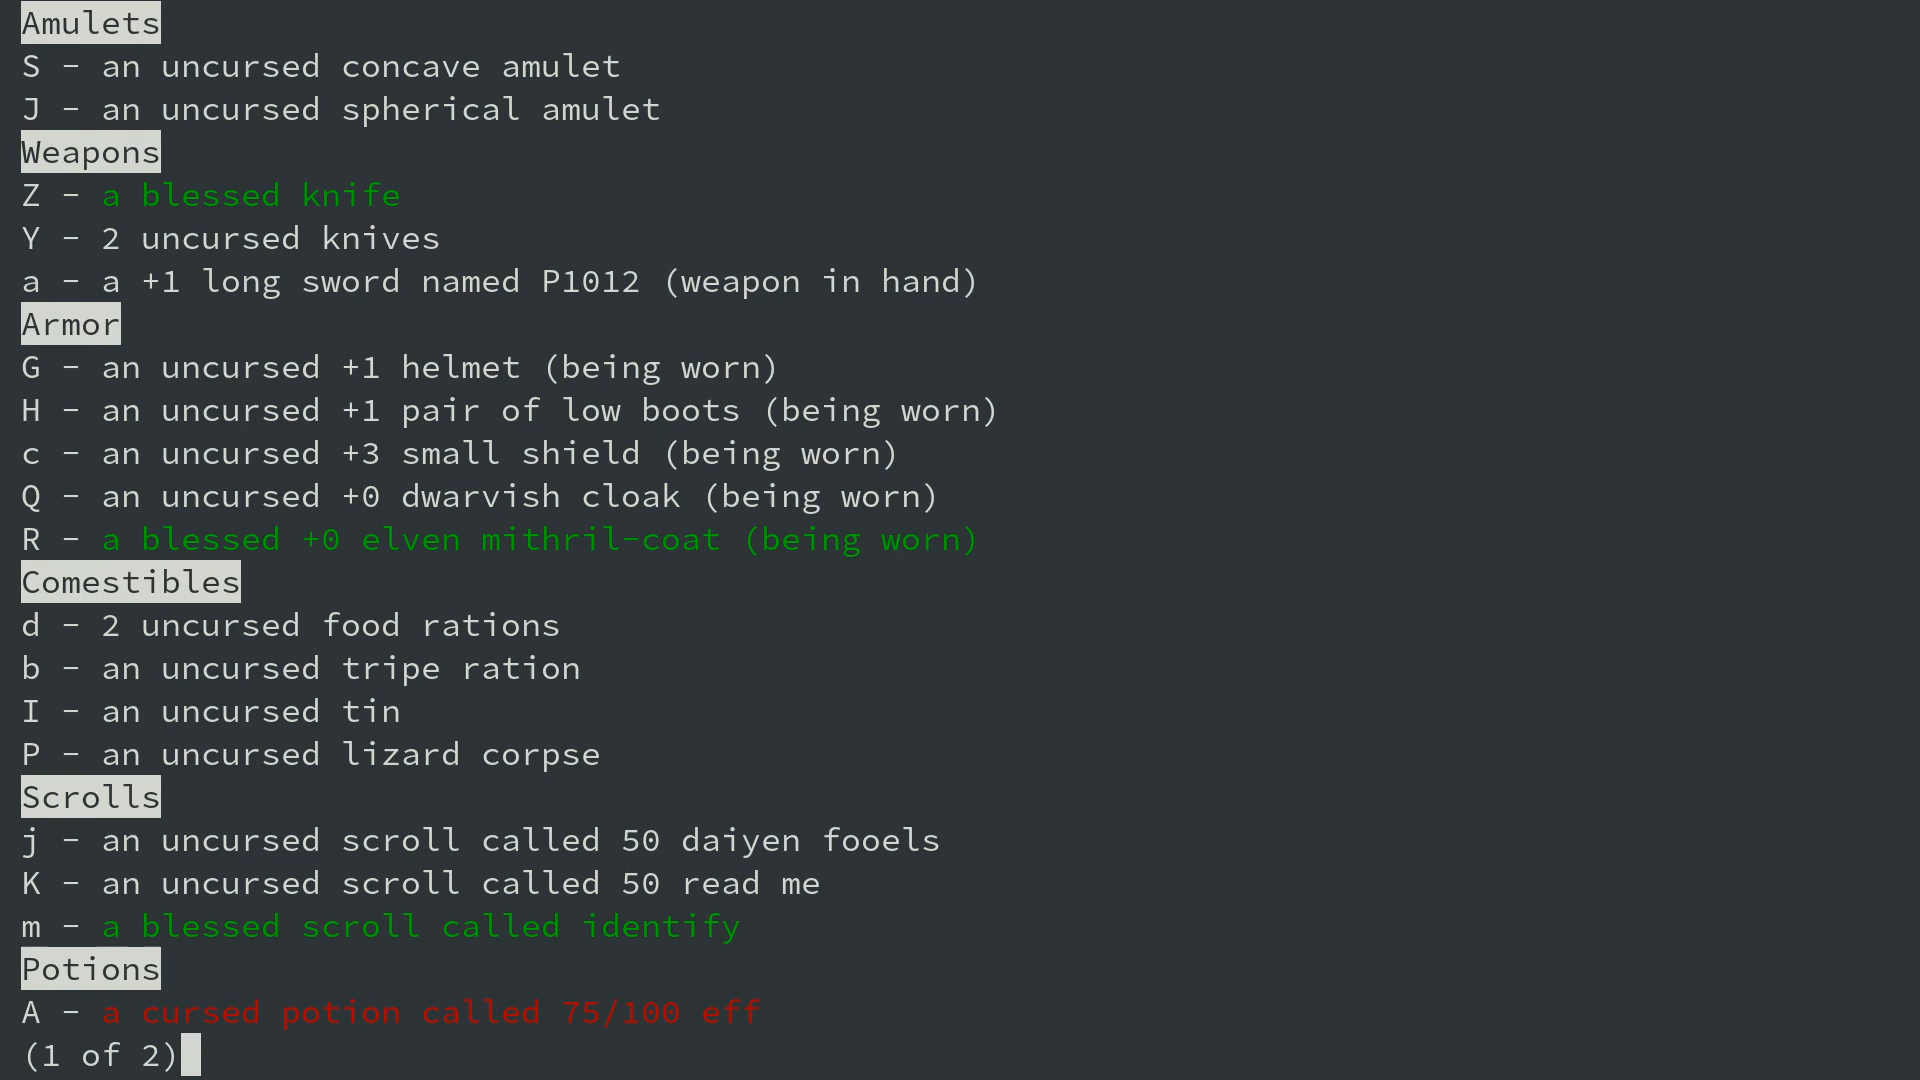 Amulets
S - an uncursed concave amulet
J - an uncursed spherical amulet
Weapons
Z - a blessed knife
Y - 2 uncursed knives
a - a +1 long sword named P1012 (weapon in hand)
Armor
G - an uncursed +1 helmet (being worn)
H - an uncursed +1 pair of low boots (being worn)
c - an uncursed +3 small shield (being worn)
Q - an uncursed +0 dwarvish cloak (being worn)
R - a blessed +0 elven mithril-coat (being worn)
Comestibles
d - 2 uncursed food rations
b - an uncursed tripe ration
I - an uncursed tin
P - an uncursed lizard corpse
Scrolls
j - an uncursed scroll called 50 daiyen fooels
K - an uncursed scroll called 50 read me
m - a blessed scroll called identify
Potions
A - a cursed potion called 75/100 eff
(1 of 2)